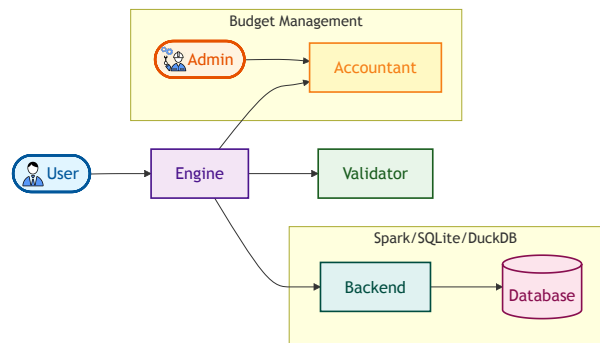 Budget Management
Admin
Accountant
User
Engine
Validator
Spark/SQLite/DuckDB
Backend
Database